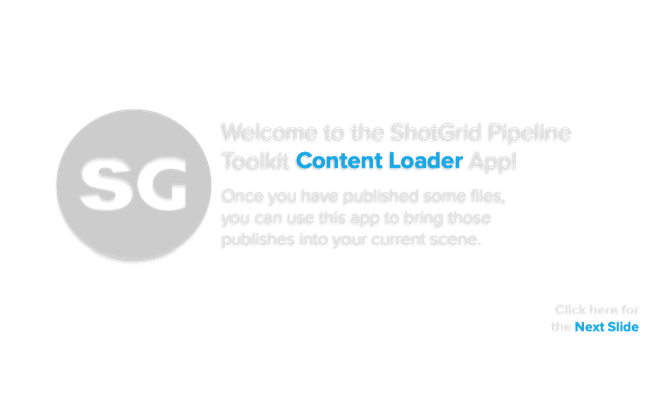 SG
Welcome to the ShotGrid Pipeline
Toolkit Content Loader App!
Once you have published some files,
you can use this app to bring those
publishes into your current scene.
Click here for
the Next Slide